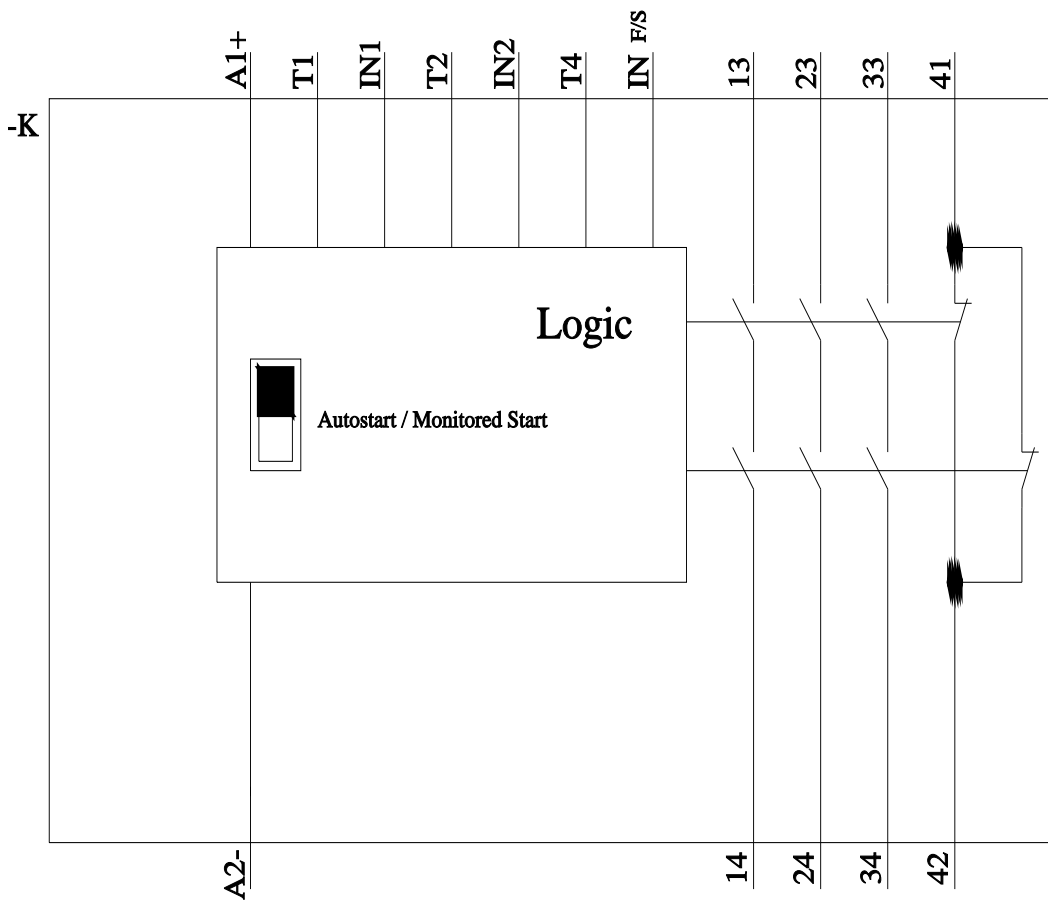 A1+ T1 IN1 T2 IN2 T4 IN F/S 13 23 33 41
-K
Logic
Autostart / Monitored Start
A2- 14 24 34 42